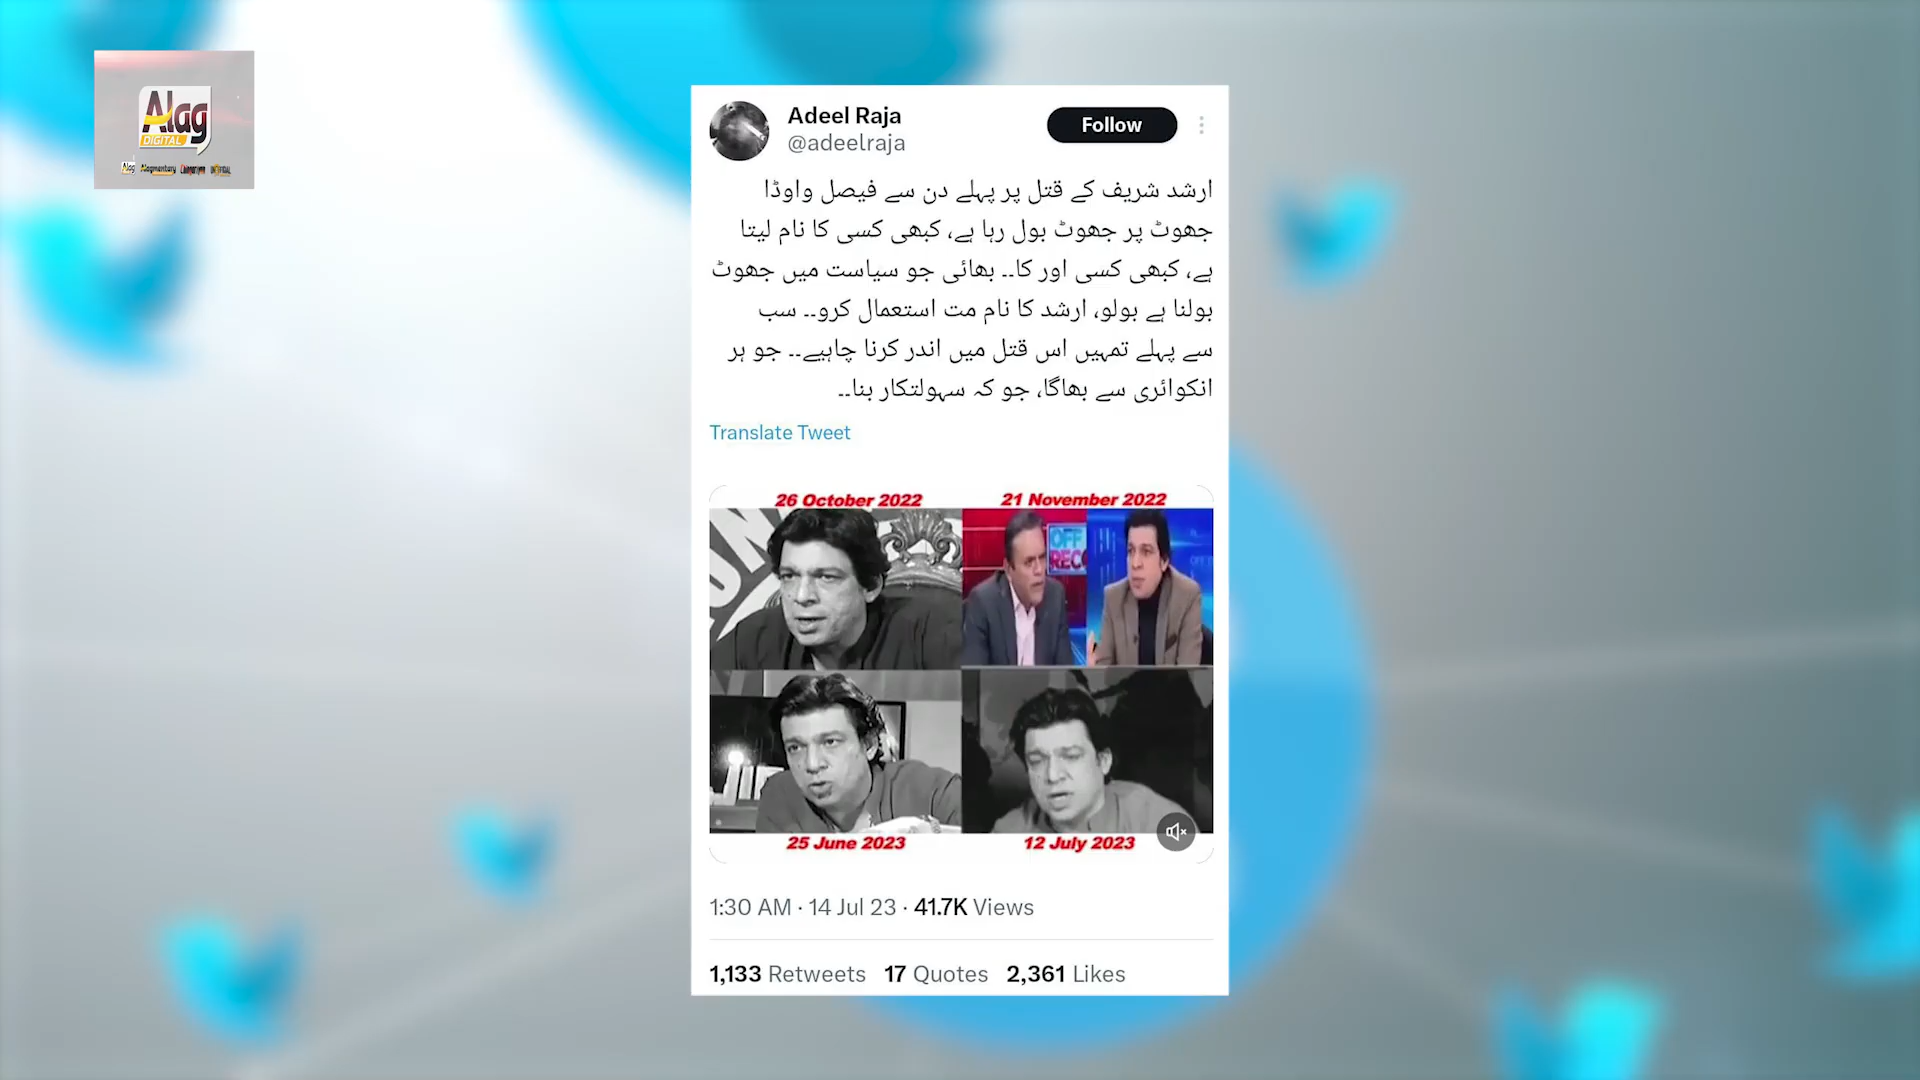 Alag
DIGITAL
Adeel Raja
@adeelraja
Follow
ارشد شریف کے قتل پر پہلے دن سے فیصل واوڈا
جھوٹ پر جھوٹ بول رہا ہے، کبھی کسی کا نام لیتا
ہے، کبھی کسی اور کا۔۔ بھائی جو سیاست میں جھوٹ
بولنا ہے بولو، ارشد کا نام مت استعمال کرو۔۔ سب
سے پہلے تمہیں اس قتل میں اندر کرنا چاہیے۔۔ جو ہر
انکوائری سے بھاگا، جو کہ سہولتکار بنا۔۔
Translate Tweet
26 October 2022
21 November 2022
OFF
REC
25 June 2023
12 July 2023
1:30 AM · 14 Jul 23 · 41.7K Views
1,133 Retweets 17 Quotes 2,361 Likes